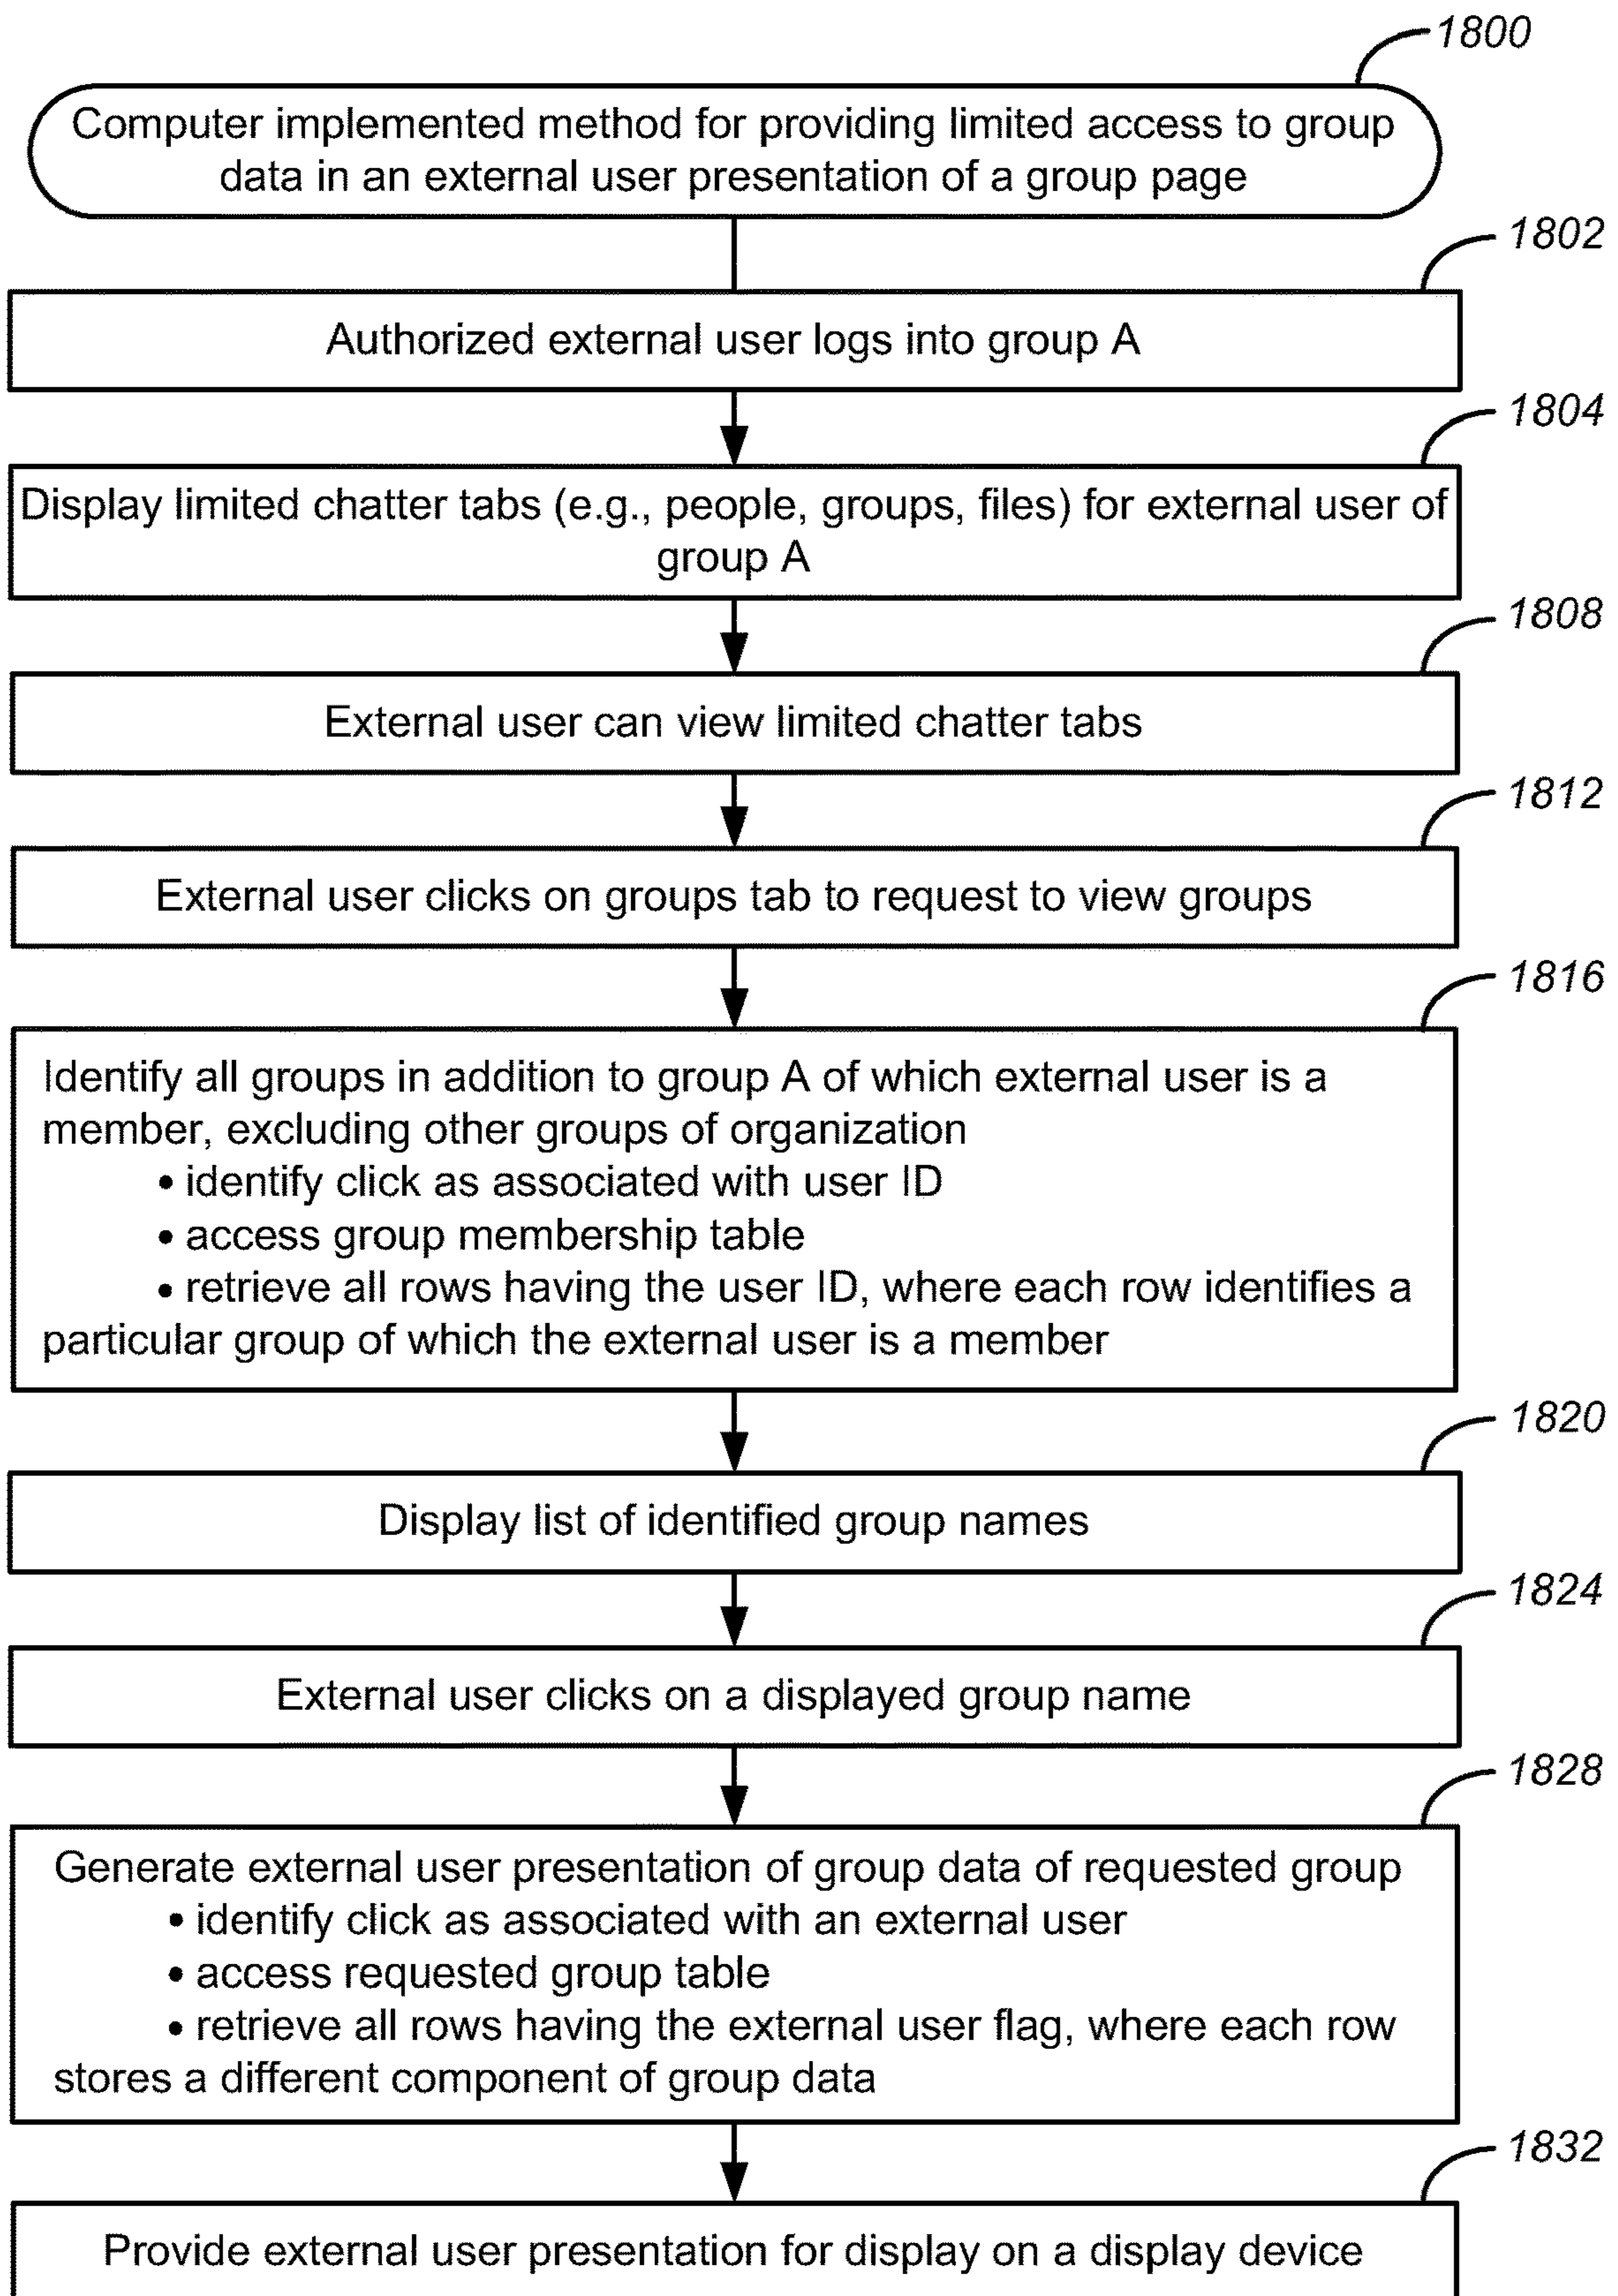 1800
Computer implemented method for providing limited access to group
data in an external user presentation of a group page
1802
Authorized external user logs into group A
1804
Display limited chatter tabs (e.g., people, groups, files) for external user of
group A
1808
External user can view limited chatter tabs
1812
External user clicks on groups tab to request to view groups
1816
Identify all groups in addition to group A of which external user is a
member, excluding other groups of organization
• identify click as associated with user ID
• access group membership table
• retrieve all rows having the user ID, where each row identifies a
particular group of which the external user is a member
1820
Display list of identified group names
1824
External user clicks on a displayed group name
1828
Generate external user presentation of group data of requested group
• identify click as associated with an external user
• access requested group table
• retrieve all rows having the external user flag, where each row
stores a different component of group data
1832
Provide external user presentation for display on a display device